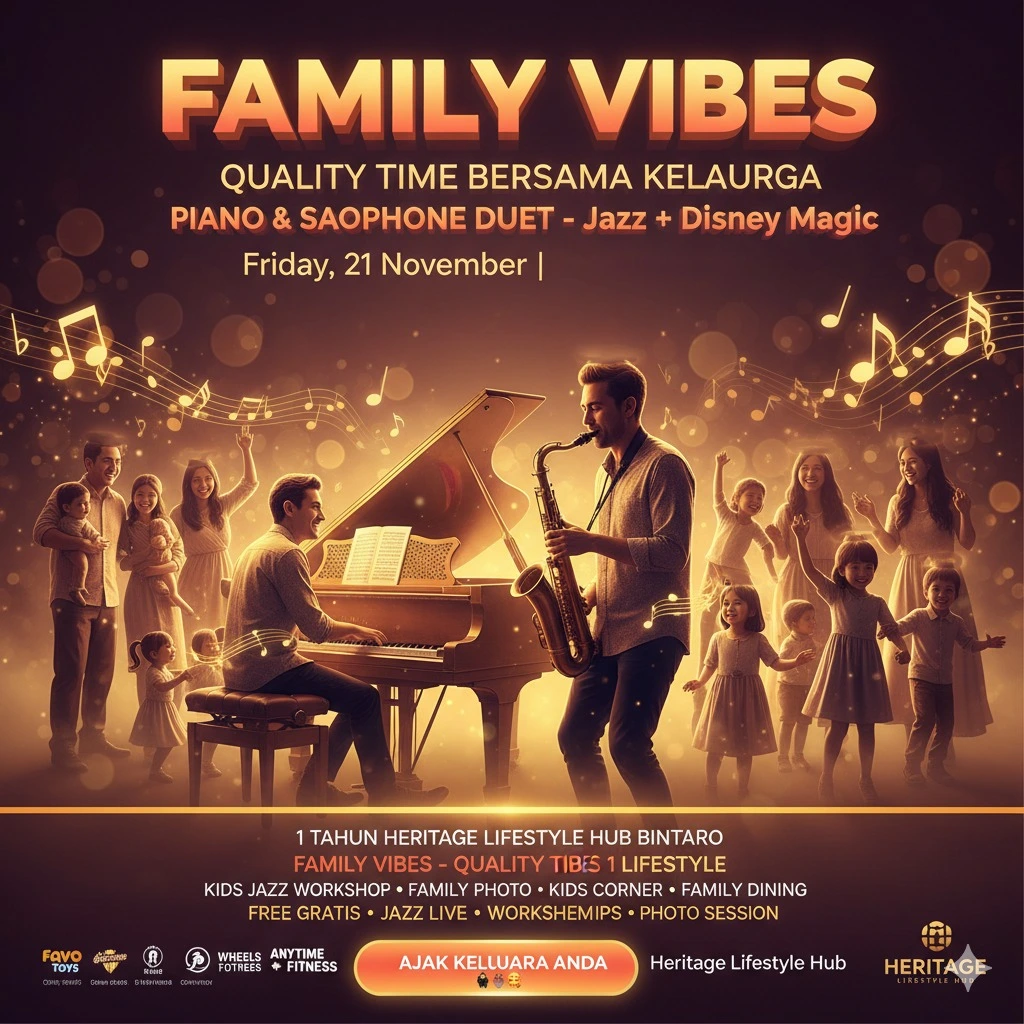 FAMILY VIBES
QUALITY TIME BERSAMA KELAURGA
PIANO & SAOPHONE DUET - Jazz + Disney Magic
Friday, 21 November |
1 TAHUN HERITAGE LIFESTYLE HUB BINTARO
FAMILY VIBES - QUALITY 1 LIFESTYLE
KIDS JAZZ WORKSHOP • FAMILY PHOTO • KIDS CORNER • FAMILY DINING
FREE GRATIS • JAZZ LIVE • WORKSHEMIPS • PHOTO SESSION
FAVO
TOYS
WHEELS
FOTREES
ANYTIME
FITNESS
AJAK KELLUARA ANDA
Heritage Lifestyle Hub
HERITAGE
LIFESTYLE HUB